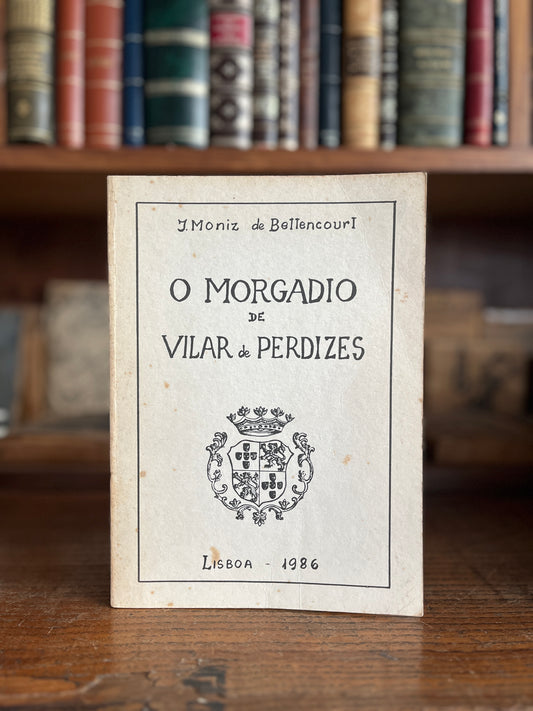 J. Moniz de Bettencourt
O MORGADIO
DE
VILAR de PERDIZES
LISBOA - 1986